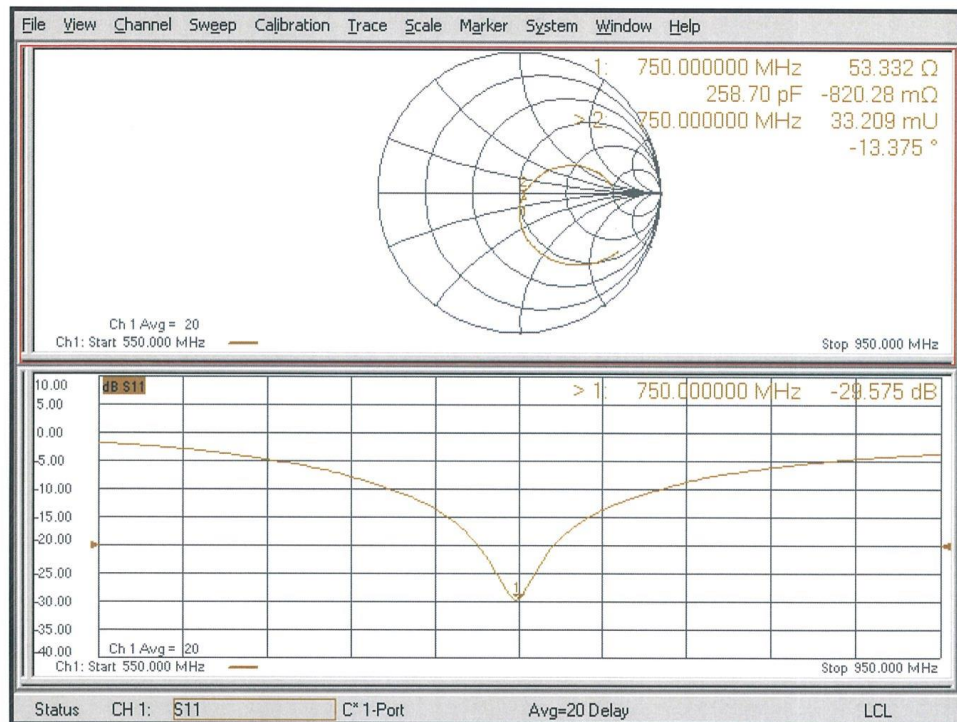 File View Channel Sweep Calibration Trace Scale Marker System Window Help
1: 750.000000 MHz 53.332 Ω
258.70 pF -820.28 mΩ
> 2: 750.000000 MHz 33.209 mU
-13.375 °
Ch 1 Avg = 20
Ch1: Start 550.000 MHz Stop 950.000 MHz
10.00
dB S11
> 1: 750.000000 MHz -29.575 dB
5.00
0.00
-5.00
-10.00
-15.00
-20.00
-25.00
-30.00
1
-35.00
-40.00
Ch 1 Avg = 20
Ch1: Start 550.000 MHz Stop 950.000 MHz
Status CH 1: S11 C* 1-Port Avg=20 Delay LCL